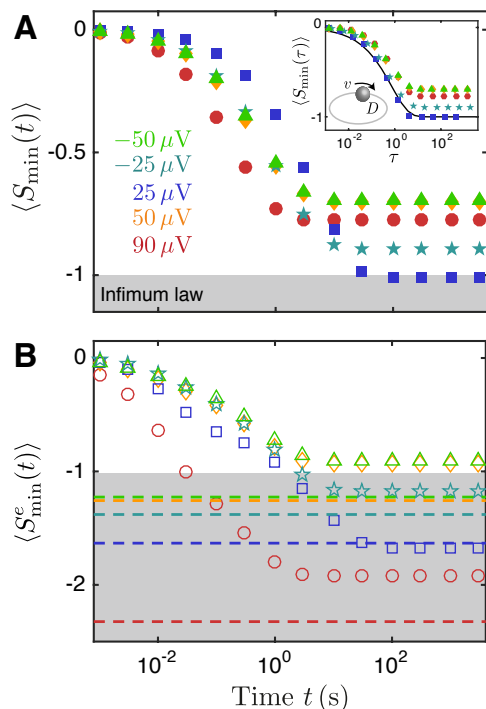 A
⟨S_min(t)⟩
0
-0.5
-1
−50 µV
−25 µV
25 µV
50 µV
90 µV
Infimum law
⟨S_min(τ)⟩
0
-1
v
D
10^-2 10^0 10^2
τ
B
⟨S^e_min(t)⟩
0
-1
-2
10^-2 10^0 10^2
Time t (s)